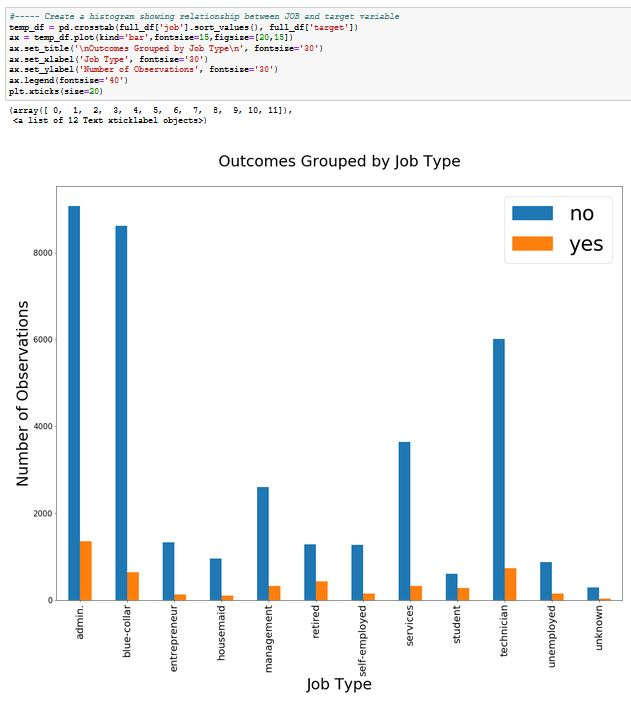 #----- Create a histogram showing relationship between JOB and target variable
temp_df = pd.crosstab(full_df['job'].sort_values(), full_df['target'])
ax = temp_df.plot(kind='bar',fontsize=15,figsize=[20,15])
ax.set_title('\nOutcomes Grouped by Job Type\n', fontsize='30')
ax.set_xlabel('Job Type', fontsize='30')
ax.set_ylabel('Number of Observations', fontsize='30')
ax.legend(fontsize='40')
plt.xticks(size=20)
(array([ 0, 1, 2, 3, 4, 5, 6, 7, 8, 9, 10, 11]),
<a list of 12 Text xticklabel objects>)
Outcomes Grouped by Job Type
no
yes
Number of Observations
8000
6000
4000
2000
0
admin.
blue-collar
entrepreneur
housemaid
management
retired
self-employed
services
student
technician
unemployed
unknown
Job Type